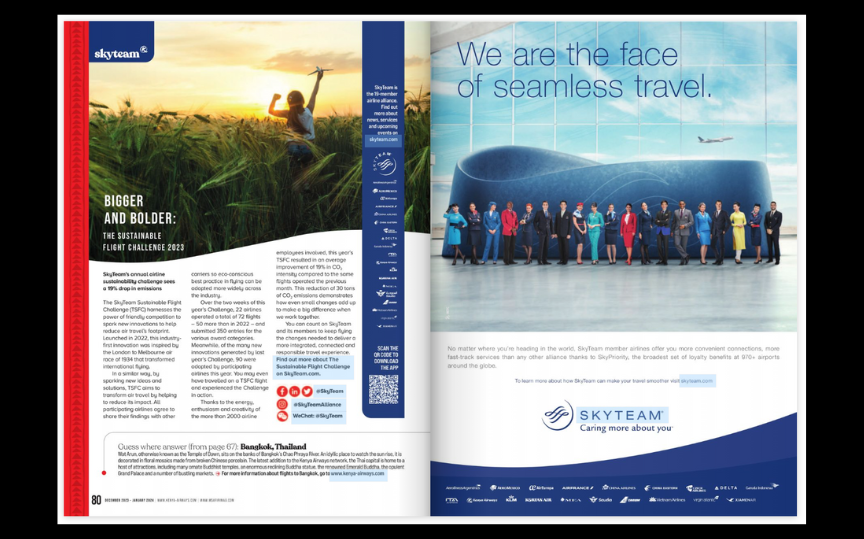 skyteam
BIGGER
AND BOLDER:
THE SUSTAINABLE
FLIGHT CHALLENGE 2023
SkyTeam's annual airline
sustainability challenge sees
a 19% drop in emissions
The SkyTeam Sustainable Flight
Challenge (TSFC) harnesses the
power of friendly competition to
spark new innovations to help
reduce air travel's footprint.
Launched in 2022, this industry-
first innovation was inspired by
the London to Melbourne air
race of 1934 that transformed
international flying.
In a similar way, by
sparking new ideas and
solutions, TSFC aims to
transform air travel by helping
to reduce its impact. All
participating airlines agree to
share their findings with other
carriers so eco-conscious
best practice in flying can be
adopted more widely across
the industry.
Over the two weeks of this
year's Challenge, 22 airlines
operated a total of 72 flights
– 50 more than in 2022 – and
submitted 350 entries for the
various award categories.
Meanwhile, of the many new
innovations generated by last
year's Challenge, 90 were
adopted by participating
airlines this year. You may even
have travelled on a TSFC flight
and experienced the Challenge
in action.
Thanks to the energy,
enthusiasm and creativity of
the more than 2000 airline
employees involved, this year's
TSFC resulted in an average
improvement of 19% in CO2
intensity compared to the same
flights operated the previous
month. This reduction of 30 tons
of CO2 emissions demonstrates
how even small changes add up
to make a big difference when
we work together.
You can count on SkyTeam
and its members to keep flying
the changes needed to deliver a
more integrated, connected and
responsible travel experience.
Find out more about The
Sustainable Flight Challenge
on SkyTeam.com.
@SkyTeam
@SkyTeamAlliance
WeChat: @SkyTeam
SkyTeam is
the 19-member
airline alliance.
Find out
more about
news, services
and upcoming
events on
skyteam.com
SKYTEAM
DELTA
KLM
SCAN THE
QR CODE TO
DOWNLOAD
THE APP
Guess where answer (from page 67): Bangkok, Thailand
Wat Arun, otherwise known as the Temple of Dawn, sits on the banks of Bangkok's Chao Phraya River. An idyllic place to watch the sun rise, it is
decorated in floral mosaics made from broken Chinese porcelain. The latest addition to the Kenya Airways network, the Thai capital is home to a
host of attractions, including many ornate Buddhist temples, an enormous reclining Buddha statue, the renowned Emerald Buddha, the opulent
Grand Palace and a number of bustling markets. For more information about flights to Bangkok, go to www.kenya-airways.com
80 DECEMBER 2023 – JANUARY 2024
We are the face
of seamless travel.
No matter where you're heading in the world, SkyTeam member airlines offer you more convenient connections, more
fast-track services than any other alliance thanks to SkyPriority, the broadest set of loyalty benefits at 970+ airports
around the globe.
To learn more about how SkyTeam can make your travel smoother visit skyteam.com
SKYTEAM
Caring more about you
Aerolíneas Argentinas AEROMEXICO AirEuropa AIRFRANCE CHINA AIRLINES CHINA EASTERN DELTA Garuda Indonesia
Kenya Airways KLM KOREAN AIR Saudia Vietnam Airlines XIAMENAIR